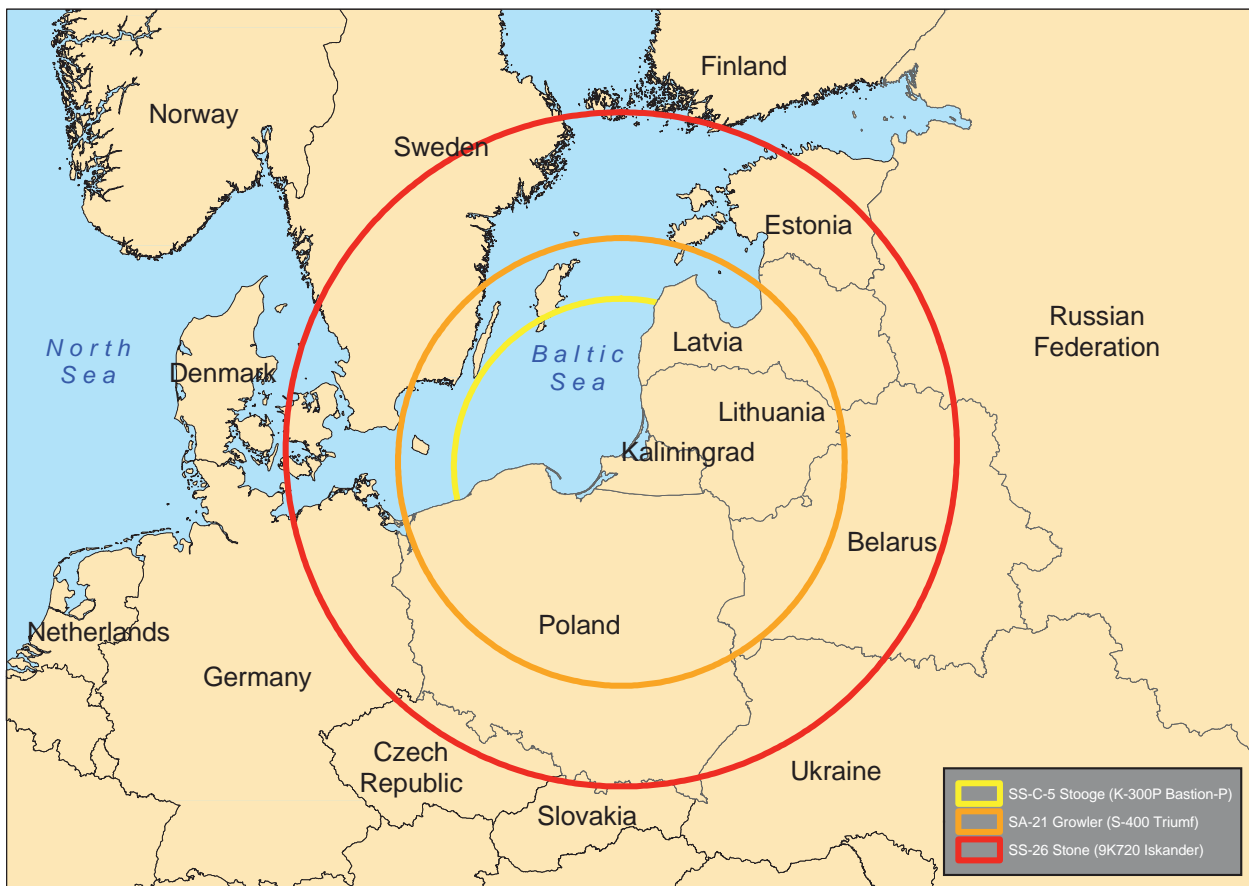 Finland
Norway
Sweden
Estonia
Russian
Federation
North
Sea
Baltic
Sea
Latvia
Denmark
Lithuania
Kaliningrad
Belarus
Netherlands
Poland
Germany
Czech
Republic
Ukraine
Slovakia
SS-C-5 Stooge (K-300P Bastion-P)
SA-21 Growler (S-400 Triumf)
SS-26 Stone (9K720 Iskander)